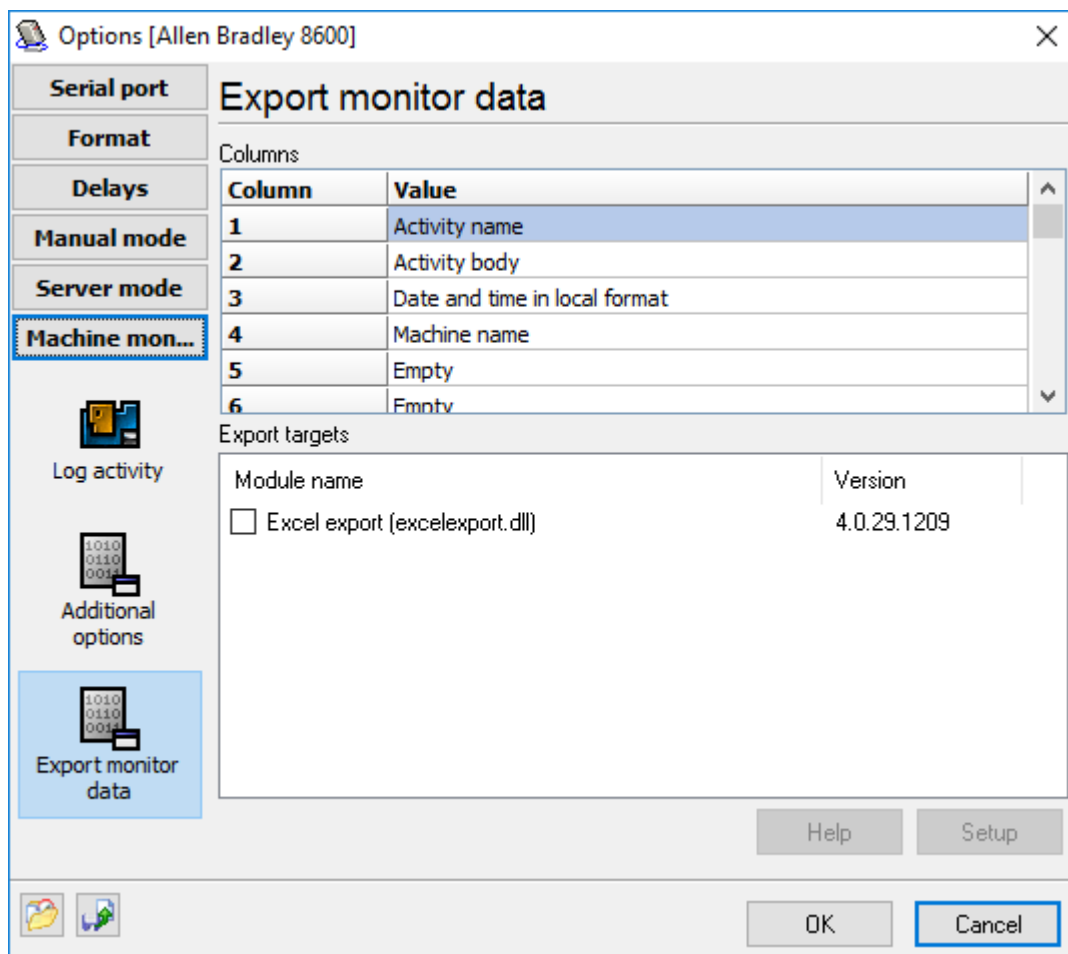 Options [Allen Bradley 8600]
Serial port
Format
Delays
Manual mode
Server mode
Machine mon...
Log activity
Additional
options
Export monitor
data
Export monitor data
Columns
Column Value
1 Activity name
2 Activity body
3 Date and time in local format
4 Machine name
5 Empty
6 Empty
Export targets
Module name Version
Excel export (excelexport.dll) 4.0.29.1209
Help Setup
OK Cancel